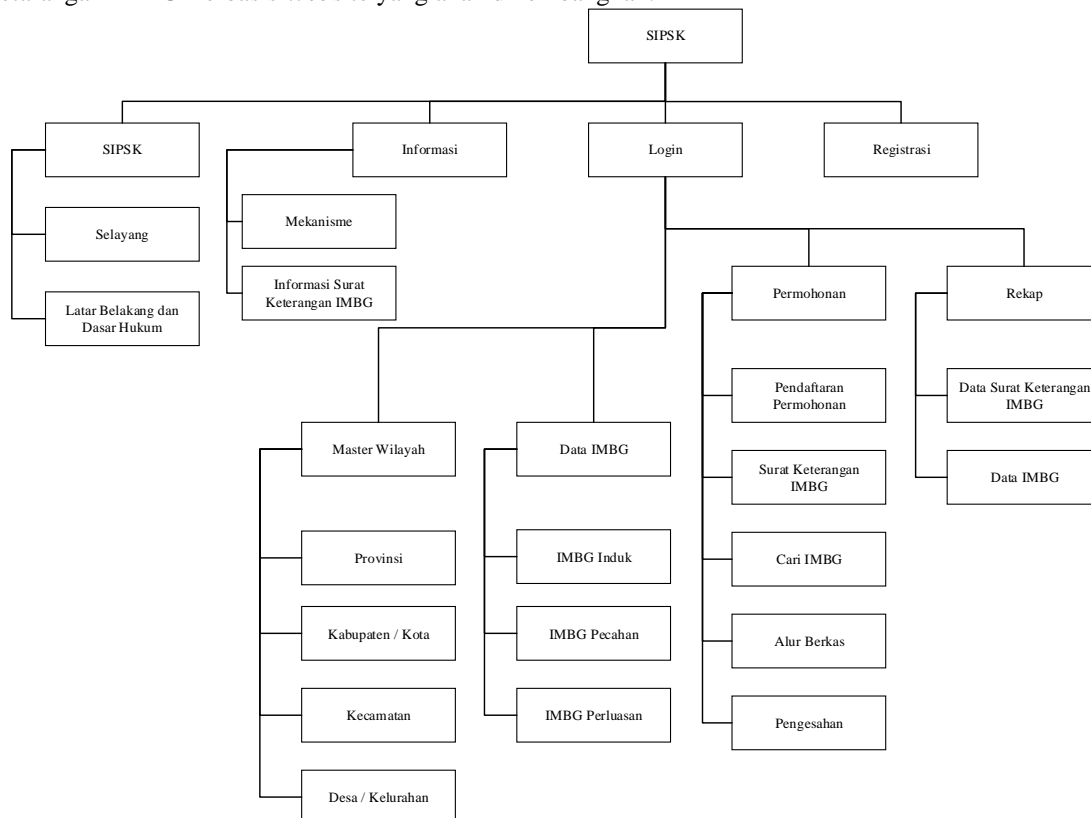 SIPSK
SIPSK
Informasi
Login
Registrasi
Selayang
Latar Belakang dan
Dasar Hukum
Mekanisme
Informasi Surat
Keterangan IMBG
Master Wilayah
Provinsi
Kabupaten / Kota
Kecamatan
Desa / Kelurahan
Data IMBG
IMBG Induk
IMBG Pecahan
IMBG Perluasan
Permohonan
Pendaftaran
Permohonan
Surat Keterangan
IMBG
Cari IMBG
Alur Berkas
Pengesahan
Rekap
Data Surat Keterangan
IMBG
Data IMBG